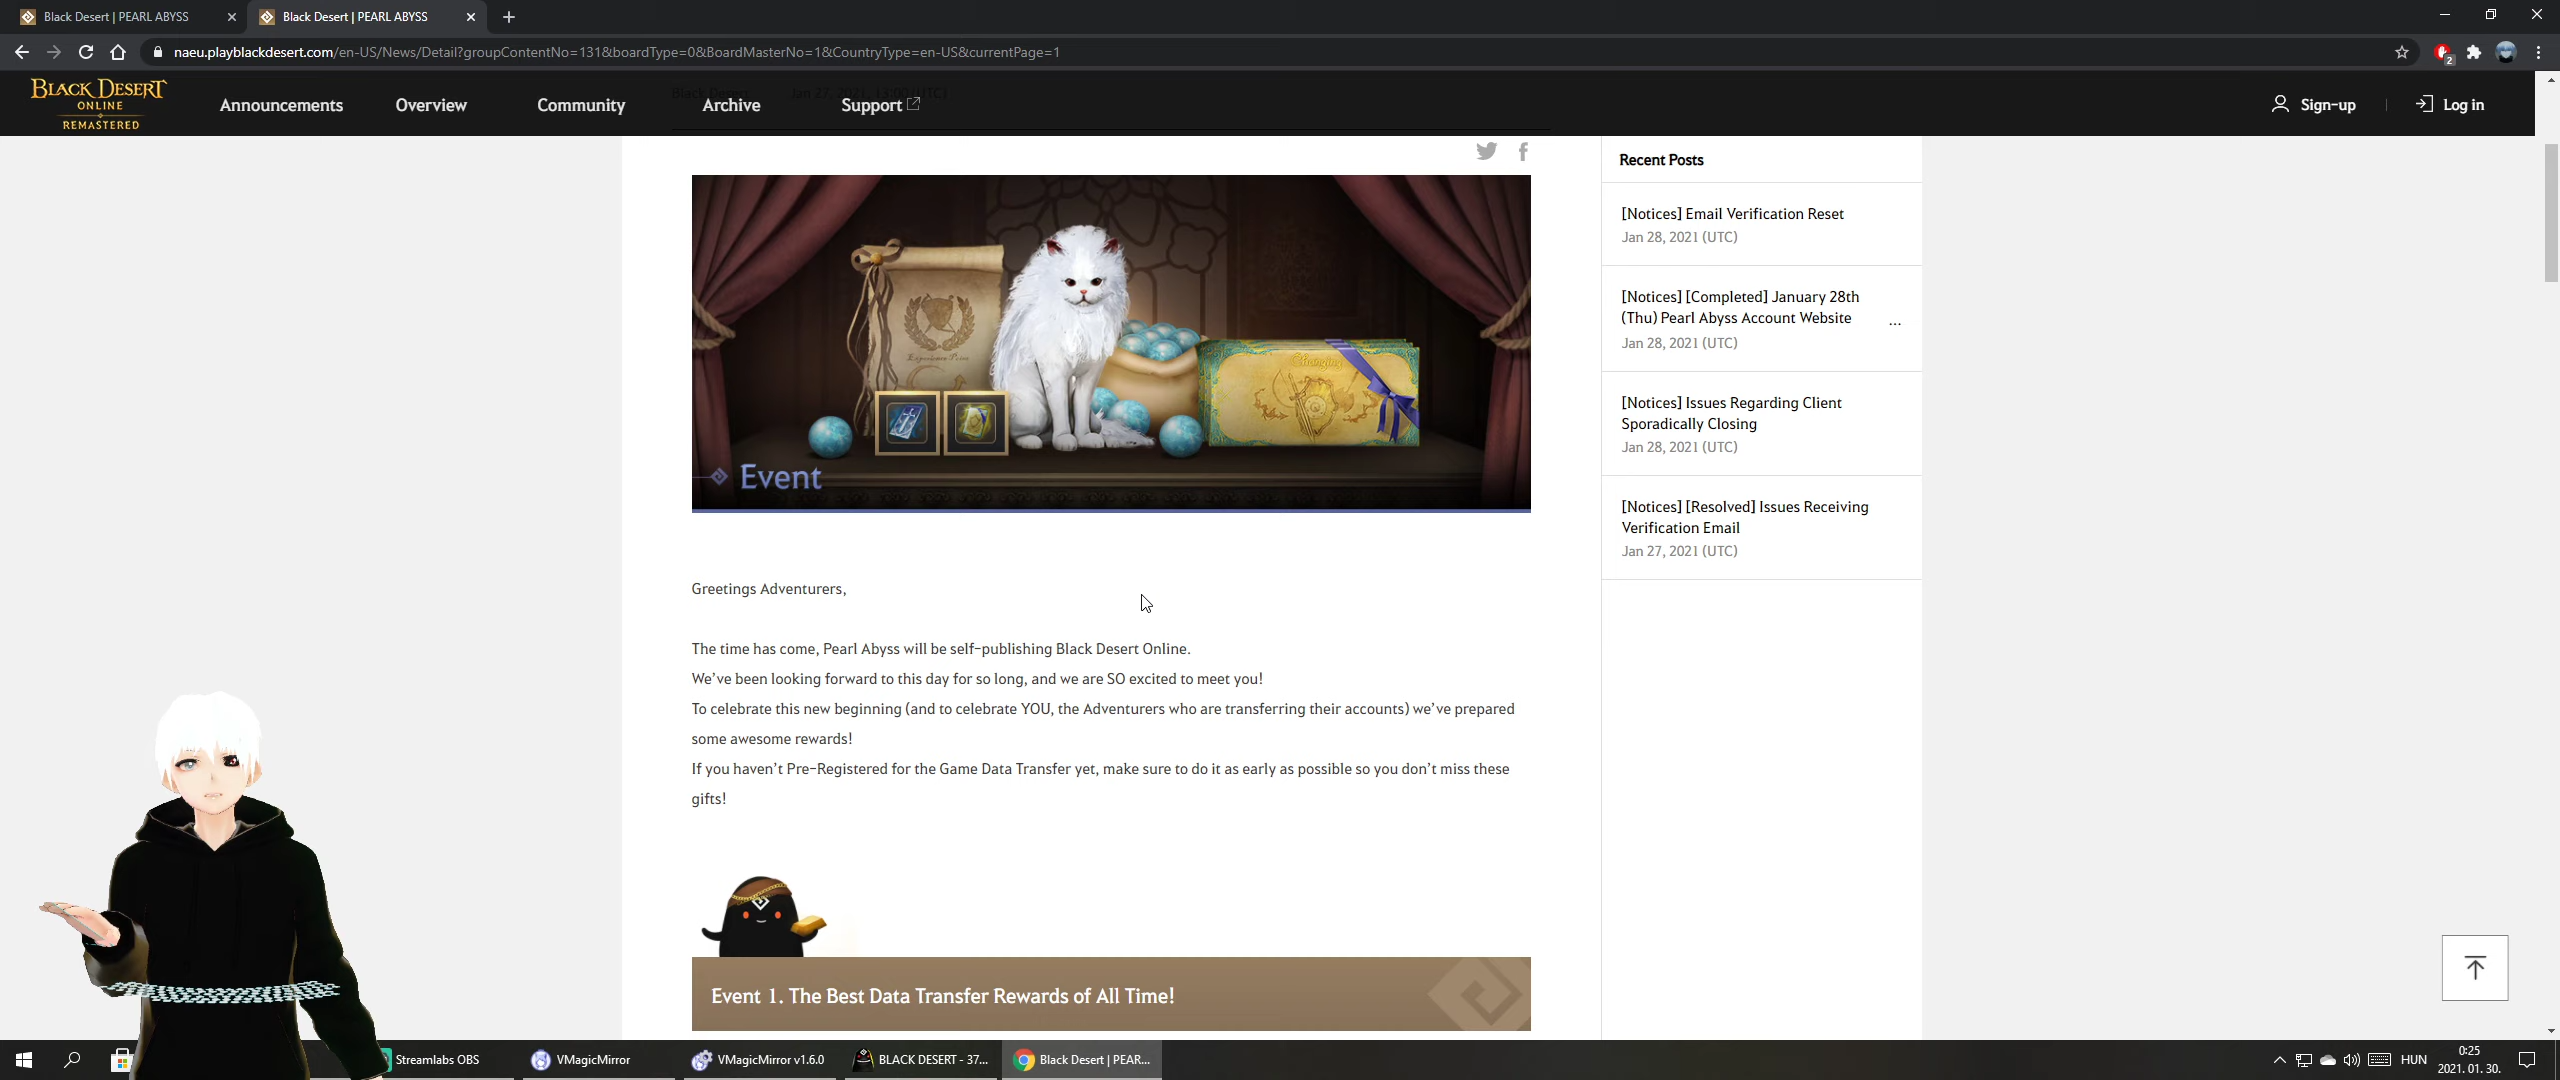 Black Desert | PEARL ABYSS
Black Desert | PEARL ABYSS
naeu.playblackdesert.com/en-US/News/Detail?groupContentNo=131&boardType=0&BoardMasterNo=1&CountryType=en-US&currentPage=1
2
BLACK DESERT
ONLINE
REMASTERED
Announcements
Overview
Community
Archive
Support
Sign-up
Log in
Black Desert Jan 27, 2021, 13:00 (UTC)
Event
Greetings Adventurers,
The time has come, Pearl Abyss will be self-publishing Black Desert Online.
We've been looking forward to this day for so long, and we are SO excited to meet you!
To celebrate this new beginning (and to celebrate YOU, the Adventurers who are transferring their accounts) we've prepared
some awesome rewards!
If you haven't Pre-Registered for the Game Data Transfer yet, make sure to do it as early as possible so you don't miss these
gifts!
Event 1. The Best Data Transfer Rewards of All Time!
Recent Posts
[Notices] Email Verification Reset
Jan 28, 2021 (UTC)
[Notices] [Completed] January 28th
(Thu) Pearl Abyss Account Website ...
Jan 28, 2021 (UTC)
[Notices] Issues Regarding Client
Sporadically Closing
Jan 28, 2021 (UTC)
[Notices] [Resolved] Issues Receiving
Verification Email
Jan 27, 2021 (UTC)
Streamlabs OBS
VMagicMirror
VMagicMirror v1.6.0
BLACK DESERT - 37...
Black Desert | PEAR...
HUN
0:25
2021. 01. 30.